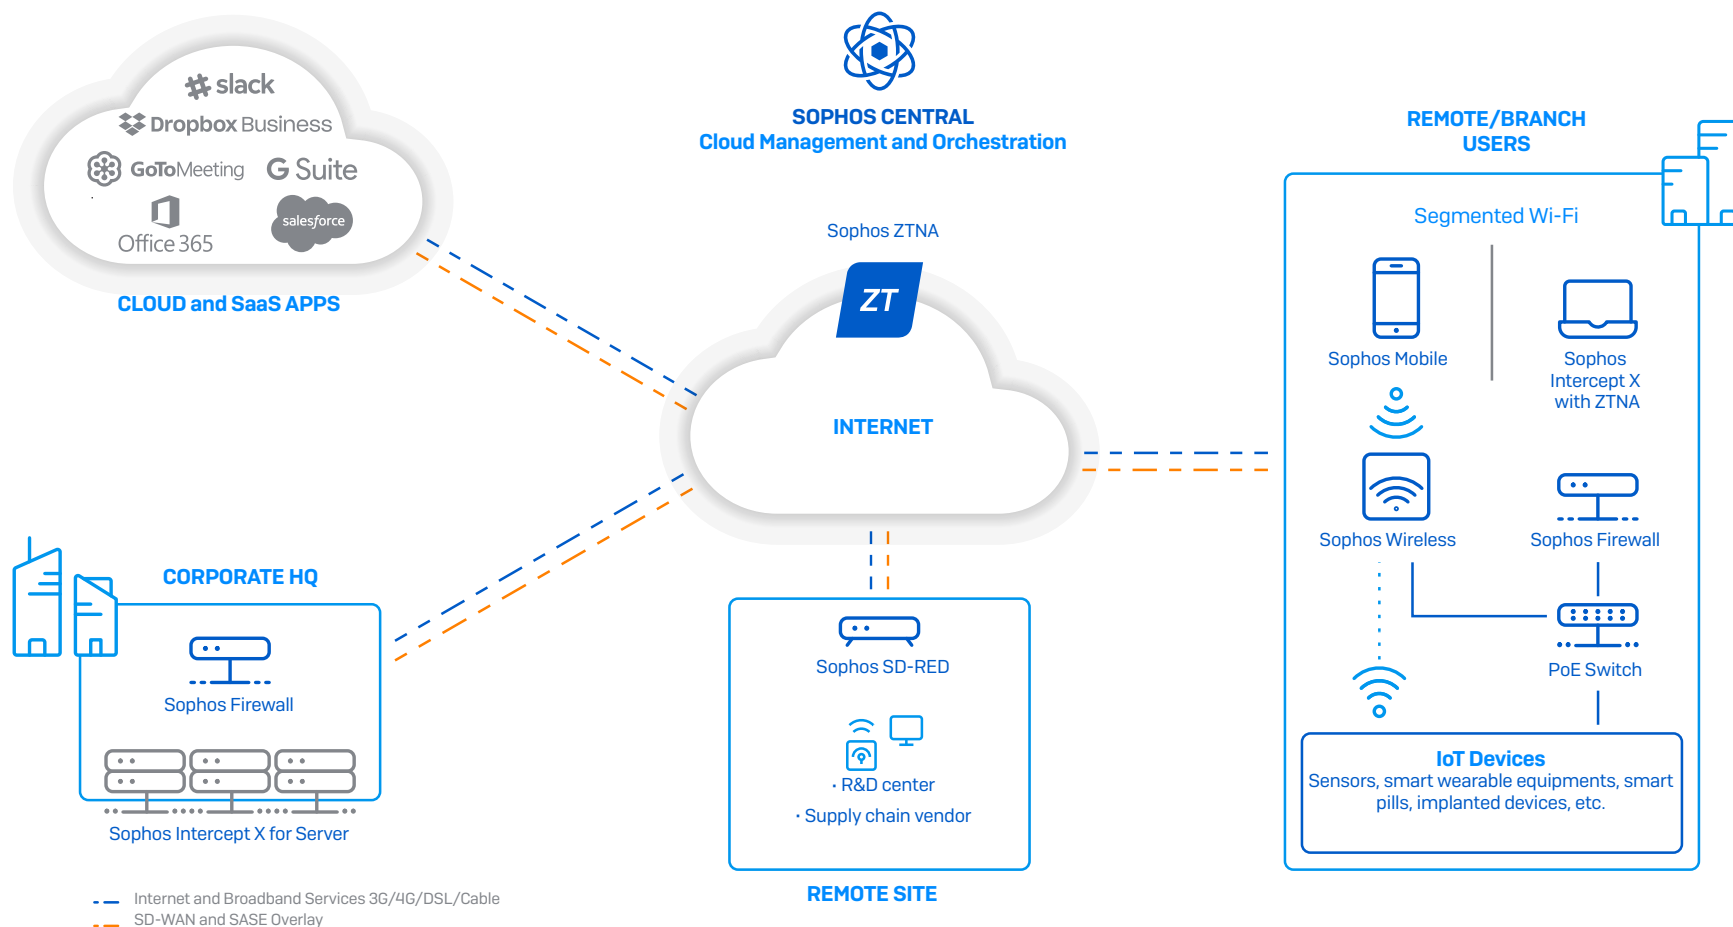 slack
Dropbox Business
GoToMeeting
G Suite
Office 365
salesforce
CLOUD and SaaS APPS
SOPHOS CENTRAL
Cloud Management and Orchestration
Sophos ZTNA
ZT
INTERNET
REMOTE/BRANCH
USERS
Segmented Wi-Fi
Sophos Mobile
Sophos
Intercept X
with ZTNA
Sophos Wireless
Sophos Firewall
PoE Switch
IoT Devices
Sensors, smart wearable equipments, smart
pills, implanted devices, etc.
CORPORATE HQ
Sophos Firewall
Sophos Intercept X for Server
Sophos SD-RED
· R&D center
· Supply chain vendor
REMOTE SITE
Internet and Broadband Services 3G/4G/DSL/Cable
SD-WAN and SASE Overlay